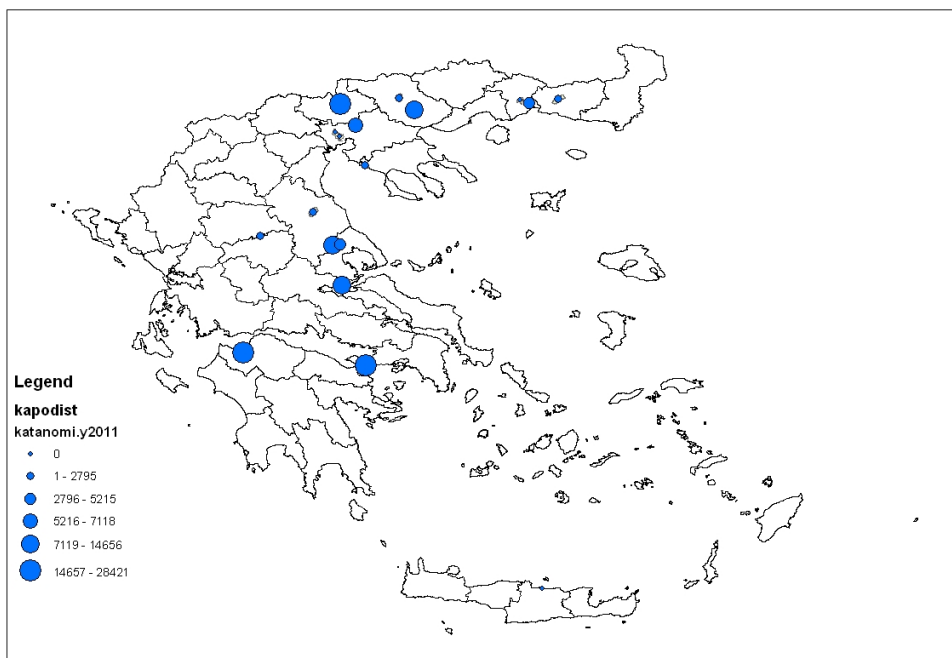 Legend
kapodist
katanomi.y2011
0
1 - 2795
2796 - 5215
5216 - 7118
7119 - 14656
14657 - 28421